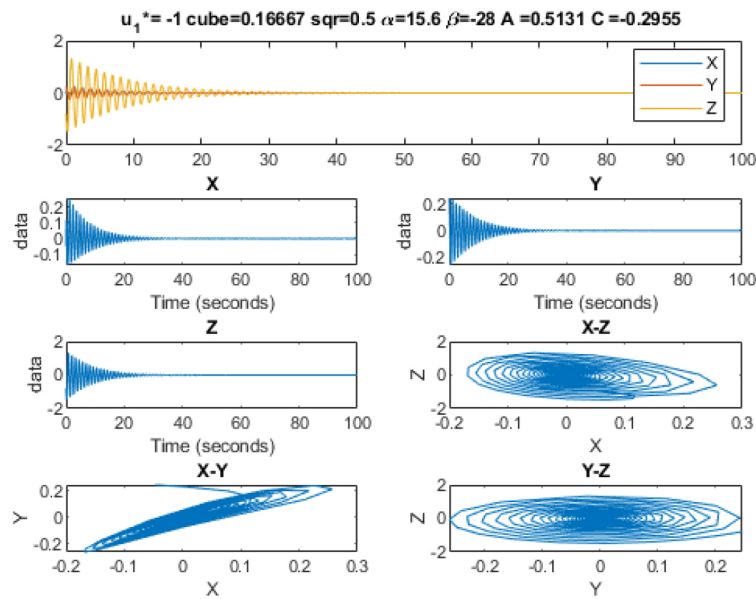 u1*= -1 cube=0.16667 sqr=0.5 α=15.6 β=-28 A =0.5131 C =-0.2955
2
0
-2
X
Y
Z
0 10 20 30 40 50 60 70 80 90 100
X
data
0.2
0.1
0
-0.1
0 20 40 60 80 100
Time (seconds)
Y
data
0.2
0
-0.2
0 20 40 60 80 100
Time (seconds)
Z
data
2
0
-2
0 20 40 60 80 100
Time (seconds)
X-Z
Z
2
0
-2
-0.2 -0.1 0 0.1 0.2 0.3
X
X-Y
Y
0.2
0
-0.2
-0.2 -0.1 0 0.1 0.2 0.3
X
Y-Z
Z
2
0
-2
-0.2 -0.1 0 0.1 0.2
Y